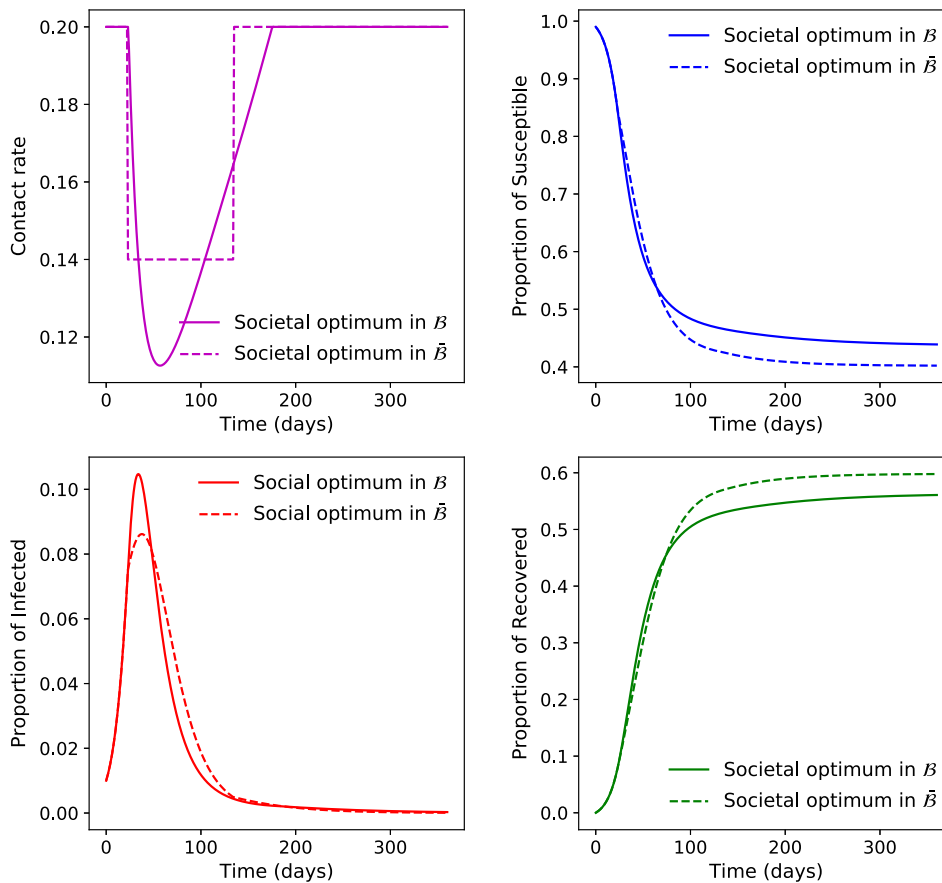 0.20
0.18
0.16
0.14
0.12
Contact rate
Societal optimum in B
Societal optimum in B̄
0
100
200
300
Time (days)
1.0
0.9
0.8
0.7
0.6
0.5
0.4
Proportion of Susceptible
Societal optimum in B
Societal optimum in B̄
0
100
200
300
Time (days)
0.10
0.08
0.06
0.04
0.02
0.00
Proportion of Infected
Social optimum in B
Social optimum in B̄
0
100
200
300
Time (days)
0.6
0.5
0.4
0.3
0.2
0.1
0.0
Proportion of Recovered
Societal optimum in B
Societal optimum in B̄
0
100
200
300
Time (days)